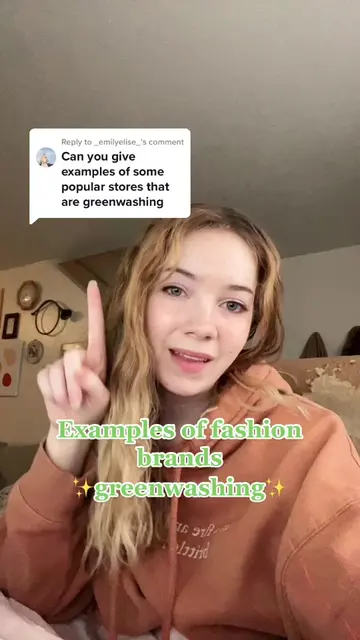 Reply to _emilyelise_'s comment
Can you give
examples of some
popular stores that
are greenwashing
Examples of fashion
brands
✨greenwashing✨